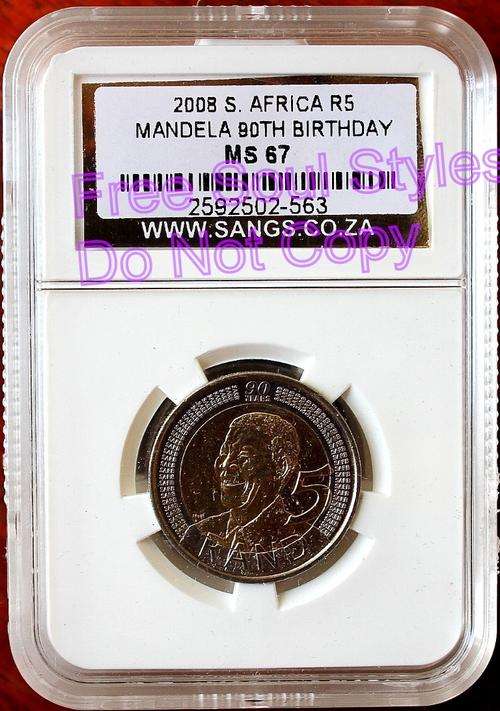 2008 S. AFRICA R5
MANDELA 90TH BIRTHDAY
MS 67
Free Soul Styles
2592502-563
WWW.SANGS.CO.ZA
Do Not Copy
90
YEARS
5
RAND